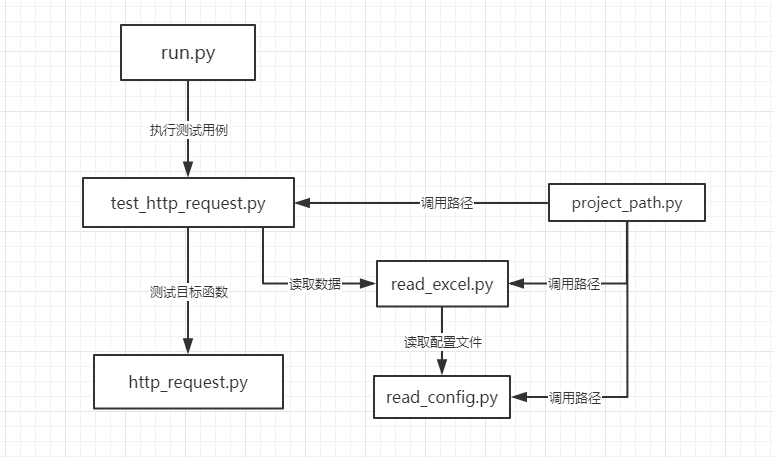 run.py
执行测试用例
test_http_request.py
调用路径
project_path.py
测试目标函数
读取数据
read_excel.py
调用路径
读取配置文件
http_request.py
read_config.py
调用路径